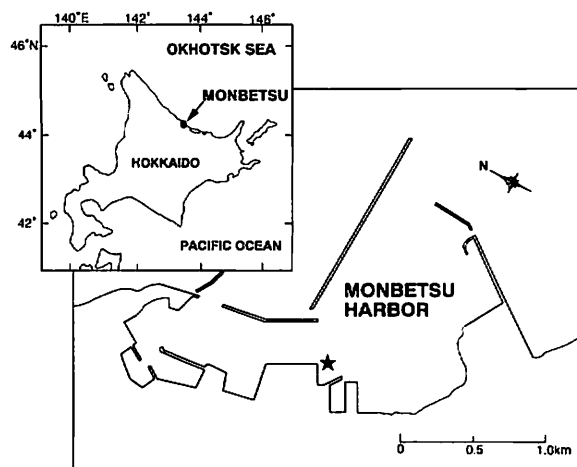 140˚E 142˚ 144˚ 146˚
46˚N
OKHOTSK SEA
MONBETSU
44˚
HOKKAIDO
42˚
PACIFIC OCEAN
N
MONBETSU
HARBOR
0 0.5 1.0km